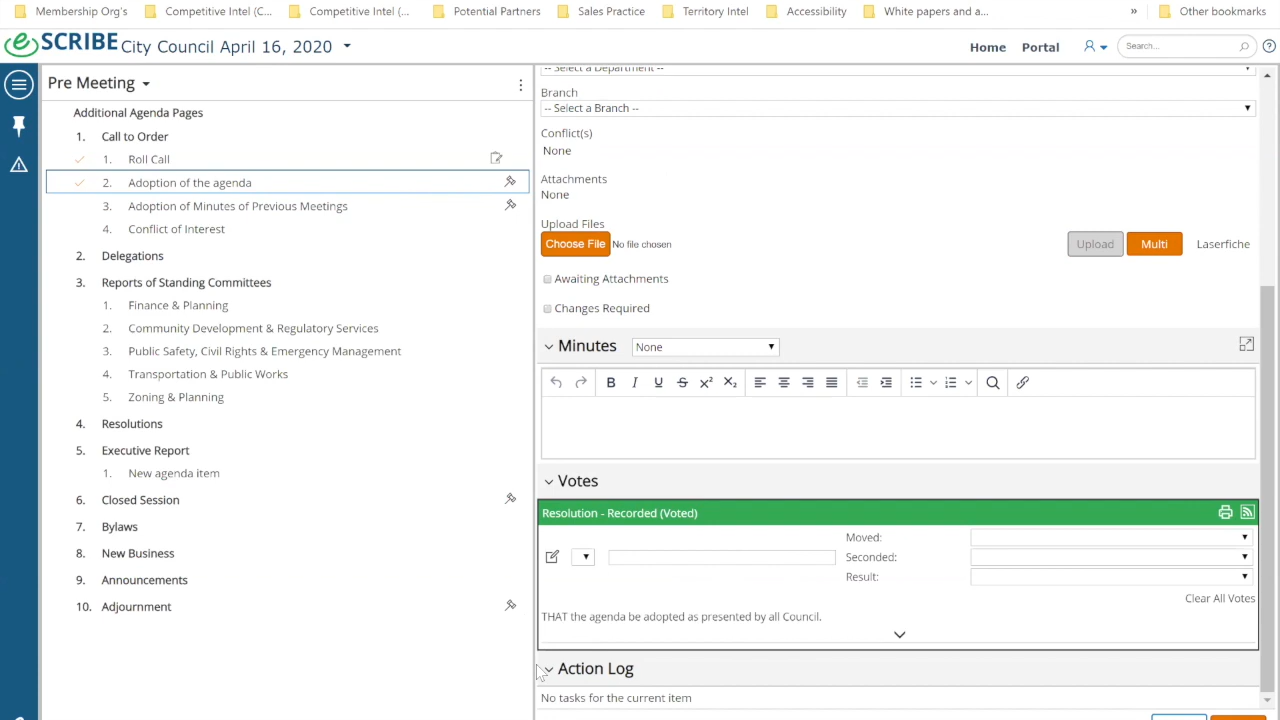 Membership Org's Competitive Intel (C... Competitive Intel (... Potential Partners Sales Practice Territory Intel Accessibility White papers and a... » Other bookmarks
eSCRIBE City Council April 16, 2020 Home Portal Search...
Pre Meeting
Additional Agenda Pages
1. Call to Order
1. Roll Call
2. Adoption of the agenda
3. Adoption of Minutes of Previous Meetings
4. Conflict of Interest
2. Delegations
3. Reports of Standing Committees
1. Finance & Planning
2. Community Development & Regulatory Services
3. Public Safety, Civil Rights & Emergency Management
4. Transportation & Public Works
5. Zoning & Planning
4. Resolutions
5. Executive Report
1. New agenda item
6. Closed Session
7. Bylaws
8. New Business
9. Announcements
10. Adjournment
-- Select a Department --
Branch
-- Select a Branch --
Conflict(s)
None
Attachments
None
Upload Files
Choose File No file chosen Upload Multi Laserfiche
Awaiting Attachments
Changes Required
Minutes None
B I U S X² X₂
Votes
Resolution - Recorded (Voted)
Moved:
Seconded:
Result:
Clear All Votes
THAT the agenda be adopted as presented by all Council.
Action Log
No tasks for the current item